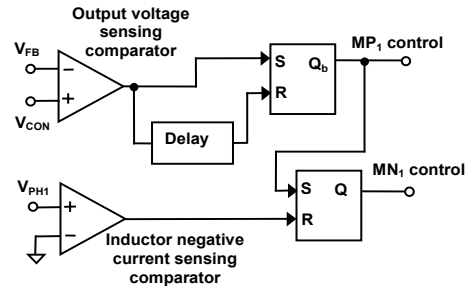 Output voltage
sensing
comparator
V_FB
−
+
V_CON
S
Q_b
R
MP_1 control
Delay
MN_1 control
S
Q
R
V_PH1
+
−
Inductor negative
current sensing
comparator